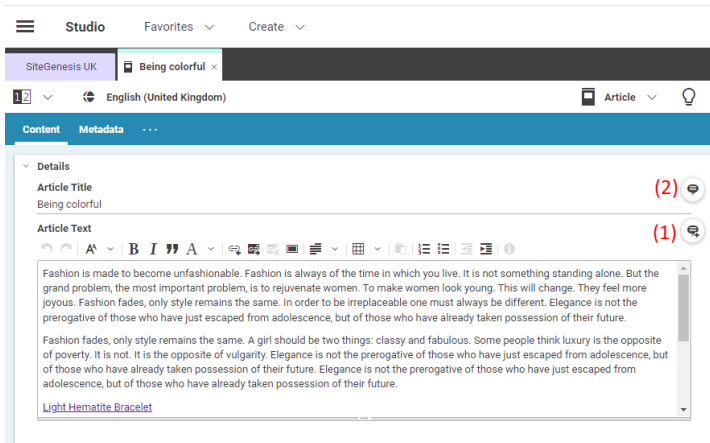 Studio Favorites Create
SiteGenesis UK Being colorful ×
12 English (United Kingdom) Article
Content Metadata ...
Details
Article Title (2)
Being colorful
Article Text (1)
A^ B I " A
Fashion is made to become unfashionable. Fashion is always of the time in which you live. It is not something standing alone. But the
grand problem, the most important problem, is to rejuvenate women. To make women look young. This will change. They feel more
joyous. Fashion fades, only style remains the same. In order to be irreplaceable one must always be different. Elegance is not the
prerogative of those who have just escaped from adolescence, but of those who have already taken possession of their future.
Fashion fades, only style remains the same. A girl should be two things: classy and fabulous. Some people think luxury is the opposite
of poverty. It is not. It is the opposite of vulgarity. Elegance is not the prerogative of those who have just escaped from adolescence, but
of those who have already taken possession of their future. Elegance is not the prerogative of those who have just escaped from
adolescence, but of those who have already taken possession of their future.
Light Hematite Bracelet